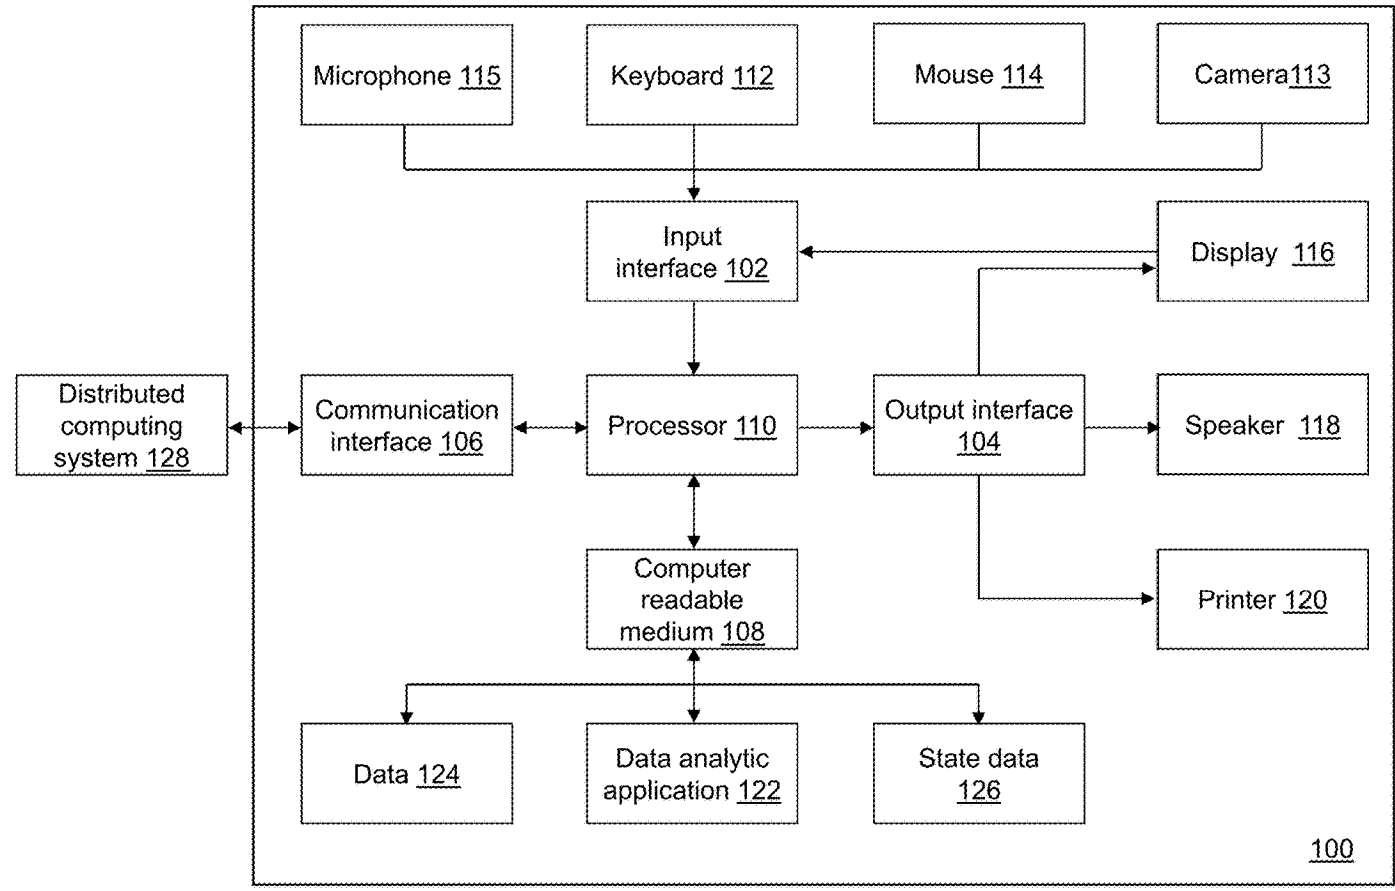 Microphone 115
Keyboard 112
Mouse 114
Camera113
Input
interface 102
Display 116
Distributed
computing
system 128
Communication
interface 106
Processor 110
Output interface
104
Speaker 118
Computer
readable
medium 108
Printer 120
Data 124
Data analytic
application 122
State data
126
100